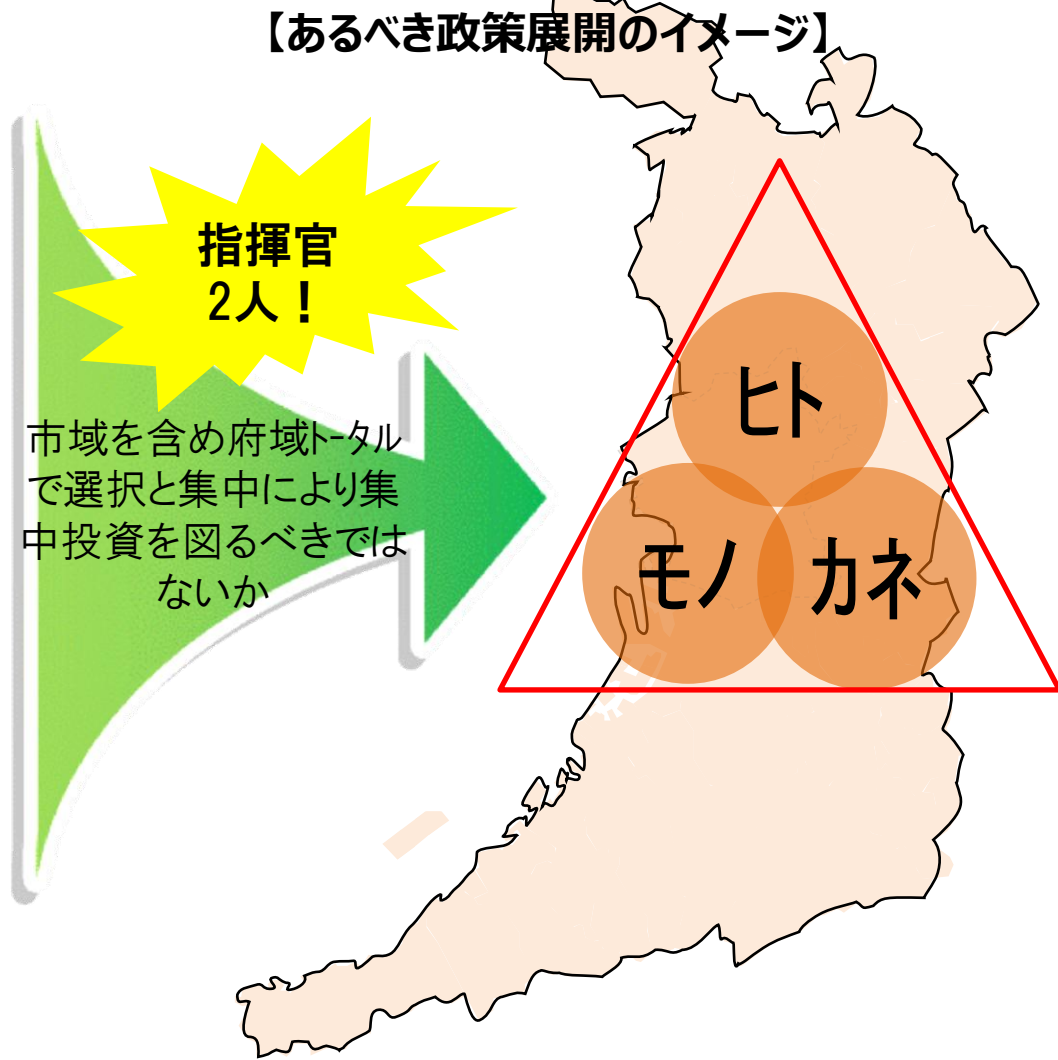 【あるべき政策展開のイメージ】
指揮官
2人！
市域を含め府域トータル
で選択と集中により集
中投資を図るべきでは
ないか
ヒト
モノ
カネ